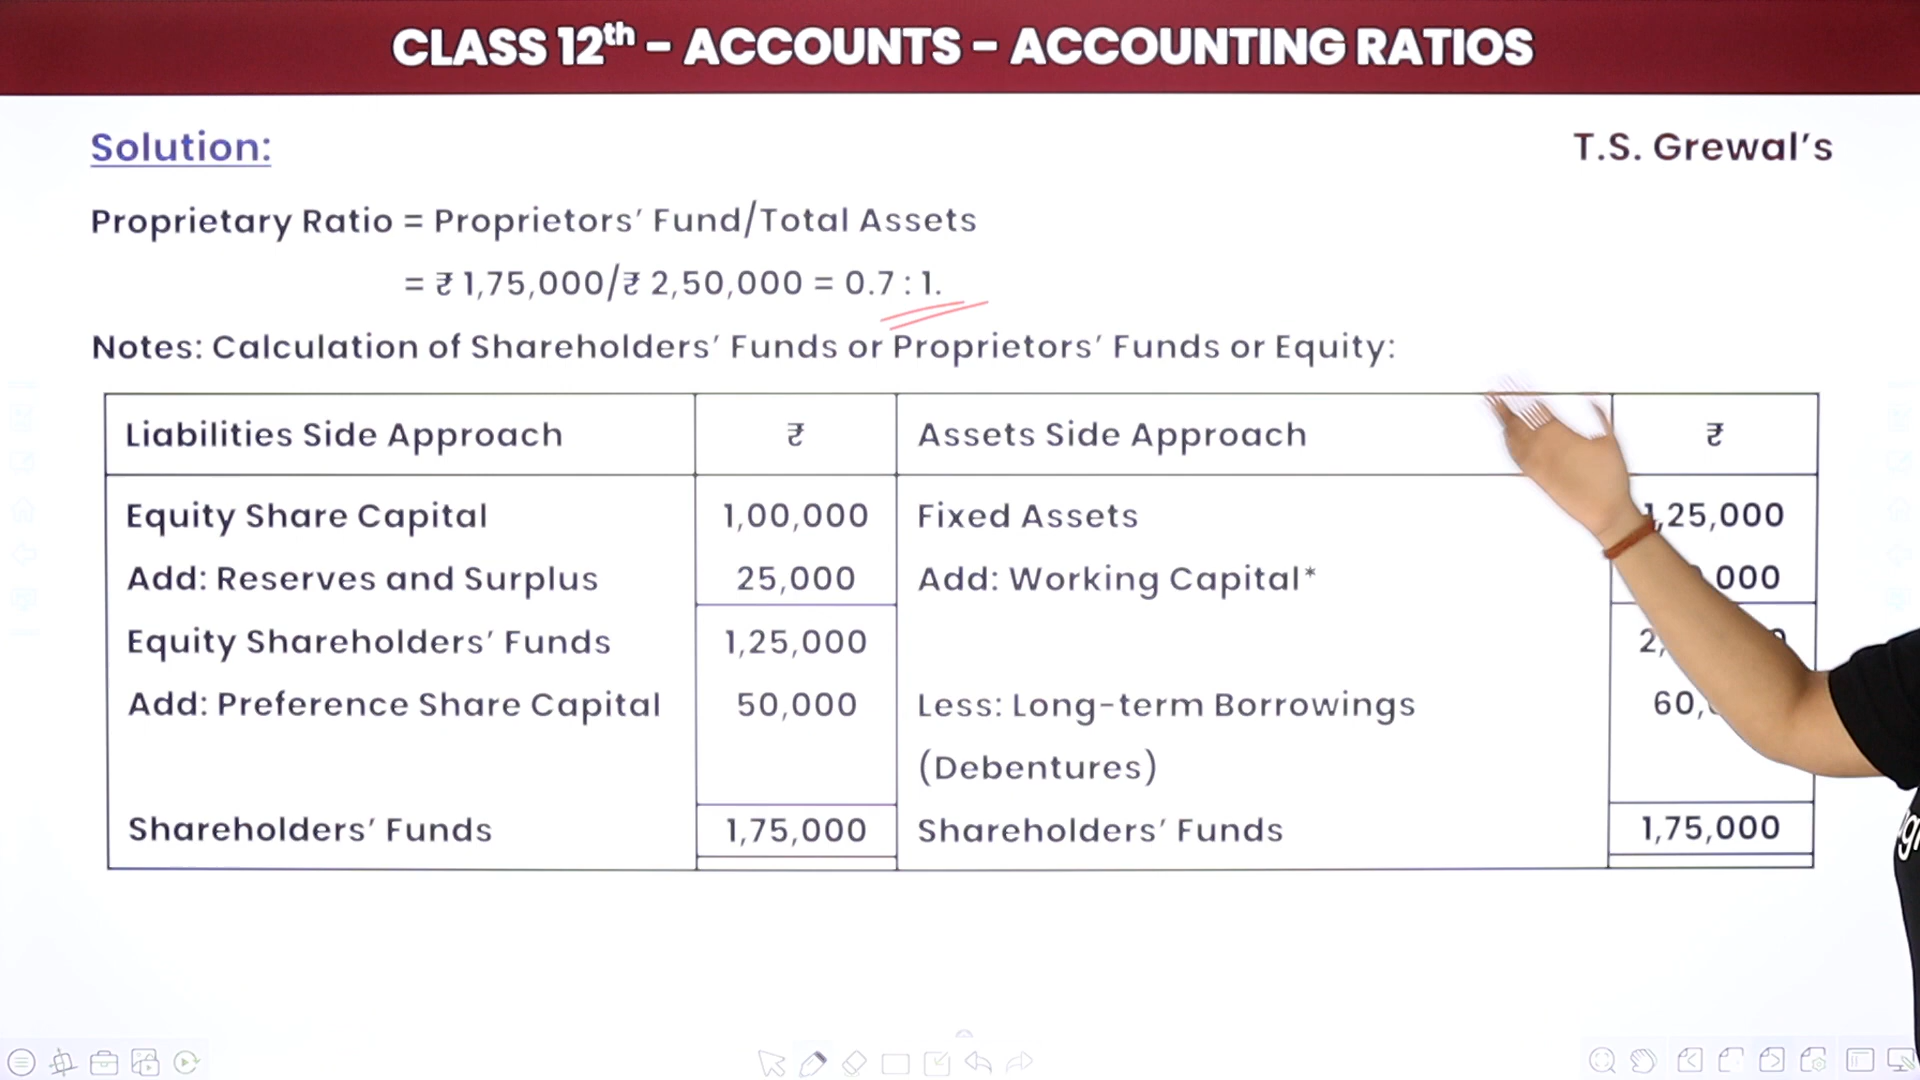 CLASS 12th - ACCOUNTS - ACCOUNTING RATIOS
Solution:
T.S. Grewal's
Proprietary Ratio = Proprietors' Fund/Total Assets
= ₹ 1,75,000/₹ 2,50,000 = 0.7 : 1.
Notes: Calculation of Shareholders' Funds or Proprietors' Funds or Equity:
Liabilities Side Approach ₹ Assets Side Approach ₹
Equity Share Capital 1,00,000 Fixed Assets 1,25,000
Add: Reserves and Surplus 25,000 Add: Working Capital*
Equity Shareholders' Funds 1,25,000
Add: Preference Share Capital 50,000 Less: Long-term Borrowings
(Debentures)
Shareholders' Funds 1,75,000 Shareholders' Funds 1,75,000